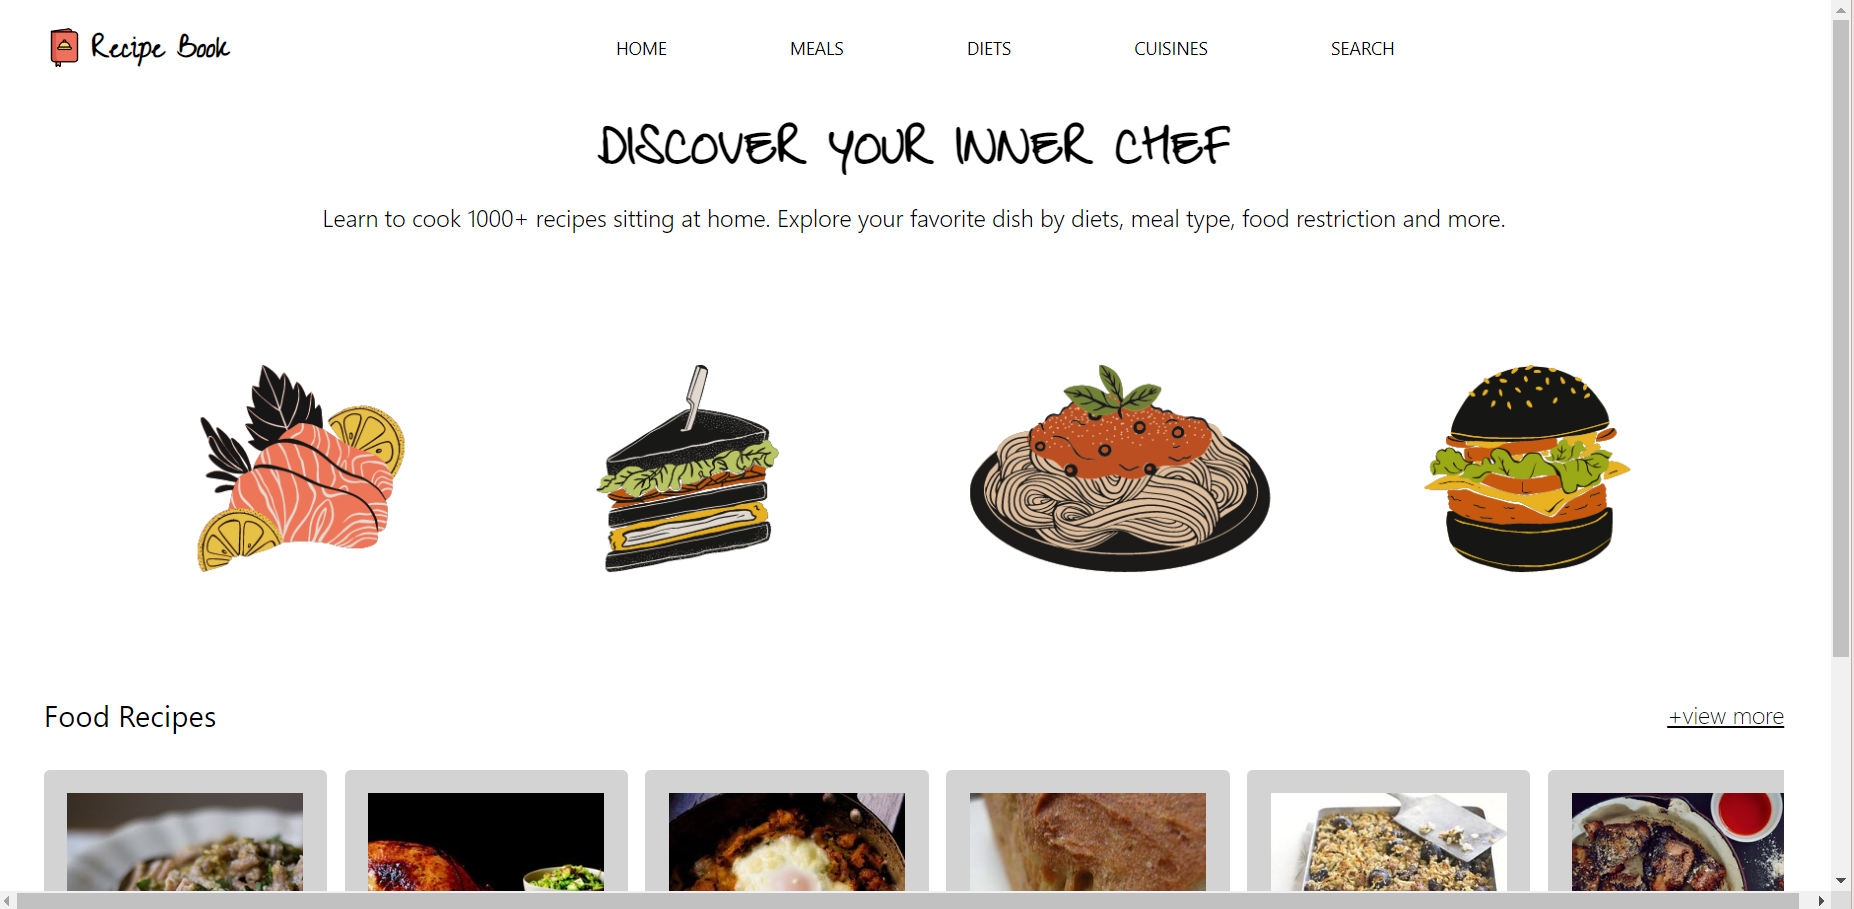 Recipe Book
HOME MEALS DIETS CUISINES SEARCH
DISCOVER YOUR INNER CHEF
Learn to cook 1000+ recipes sitting at home. Explore your favorite dish by diets, meal type, food restriction and more.
Food Recipes
+view more